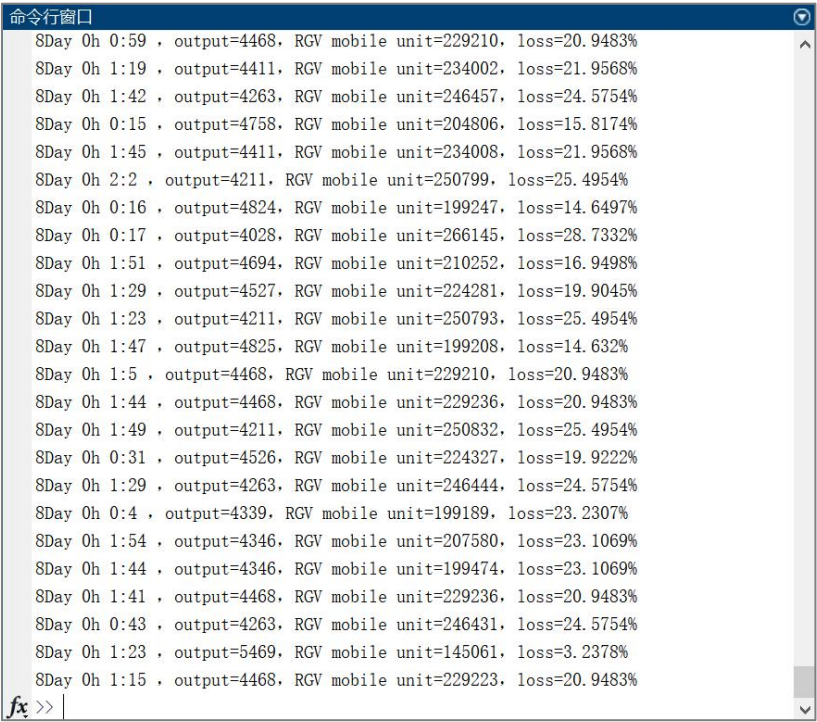 命令行窗口
8Day 0h 0:59 , output=4468, RGV mobile unit=229210, loss=20.9483%
8Day 0h 1:19 , output=4411, RGV mobile unit=234002, loss=21.9568%
8Day 0h 1:42 , output=4263, RGV mobile unit=246457, loss=24.5754%
8Day 0h 0:15 , output=4758, RGV mobile unit=204806, loss=15.8174%
8Day 0h 1:45 , output=4411, RGV mobile unit=234008, loss=21.9568%
8Day 0h 2:2 , output=4211, RGV mobile unit=250799, loss=25.4954%
8Day 0h 0:16 , output=4824, RGV mobile unit=199247, loss=14.6497%
8Day 0h 0:17 , output=4028, RGV mobile unit=266145, loss=28.7332%
8Day 0h 1:51 , output=4694, RGV mobile unit=210252, loss=16.9498%
8Day 0h 1:29 , output=4527, RGV mobile unit=224281, loss=19.9045%
8Day 0h 1:23 , output=4211, RGV mobile unit=250793, loss=25.4954%
8Day 0h 1:47 , output=4825, RGV mobile unit=199208, loss=14.632%
8Day 0h 1:5 , output=4468, RGV mobile unit=229210, loss=20.9483%
8Day 0h 1:44 , output=4468, RGV mobile unit=229236, loss=20.9483%
8Day 0h 1:49 , output=4211, RGV mobile unit=250832, loss=25.4954%
8Day 0h 0:31 , output=4526, RGV mobile unit=224327, loss=19.9222%
8Day 0h 1:29 , output=4263, RGV mobile unit=246444, loss=24.5754%
8Day 0h 0:4 , output=4339, RGV mobile unit=199189, loss=23.2307%
8Day 0h 1:54 , output=4346, RGV mobile unit=207580, loss=23.1069%
8Day 0h 1:44 , output=4346, RGV mobile unit=199474, loss=23.1069%
8Day 0h 1:41 , output=4468, RGV mobile unit=229236, loss=20.9483%
8Day 0h 0:43 , output=4263, RGV mobile unit=246431, loss=24.5754%
8Day 0h 1:23 , output=5469, RGV mobile unit=145061, loss=3.2378%
8Day 0h 1:15 , output=4468, RGV mobile unit=229223, loss=20.9483%
fx >>